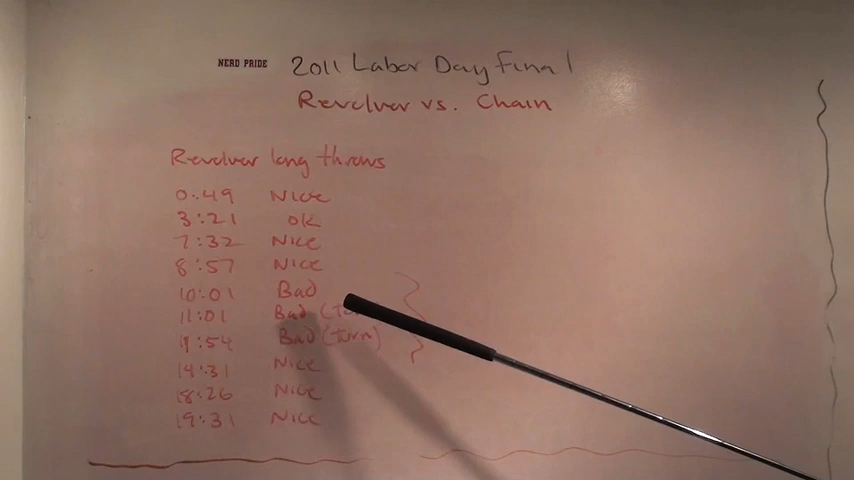 NERD PRIDE 2011 Labor Day Final
Revolver vs. Chain
Revolver long throws
0:49 Nice
3:21 ok
7:32 Nice
8:57 Nice
10:01 Bad
11:01 Bad
11:54 Bad (turn)
14:31 Nice
18:26 Nice
19:31 Nice